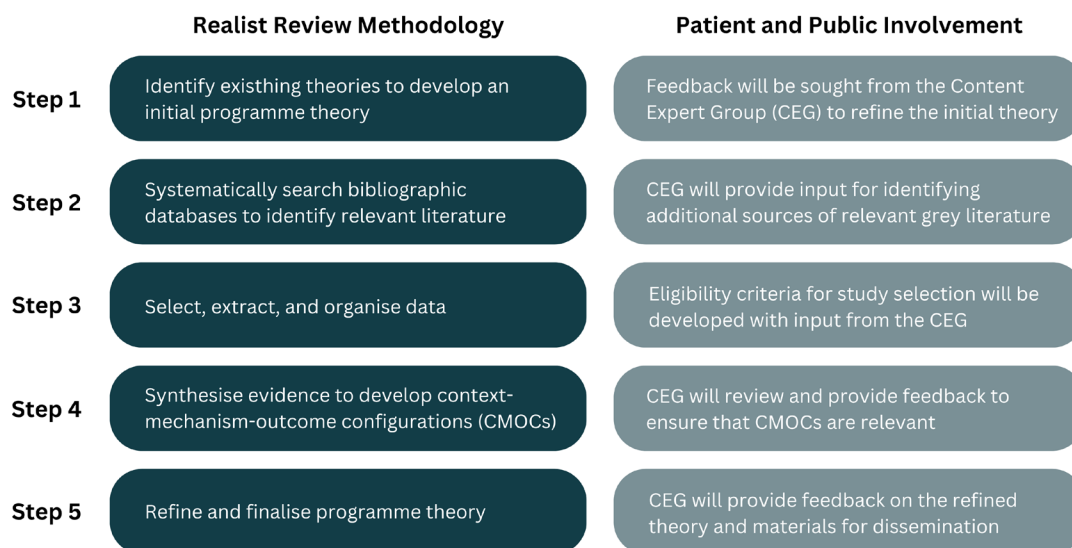 Realist Review Methodology
Patient and Public Involvement
Step 1
Identify existhing theories to develop an
initial programme theory
Feedback will be sought from the Content
Expert Group (CEG) to refine the initial theory
Step 2
Systematically search bibliographic
databases to identify relevant literature
CEG will provide input for identifying
additional sources of relevant grey literature
Step 3
Select, extract, and organise data
Eligibility criteria for study selection will be
developed with input from the CEG
Step 4
Synthesise evidence to develop context-
mechanism-outcome configurations (CMOCs)
CEG will review and provide feedback to
ensure that CMOCs are relevant
Step 5
Refine and finalise programme theory
CEG will provide feedback on the refined
theory and materials for dissemination